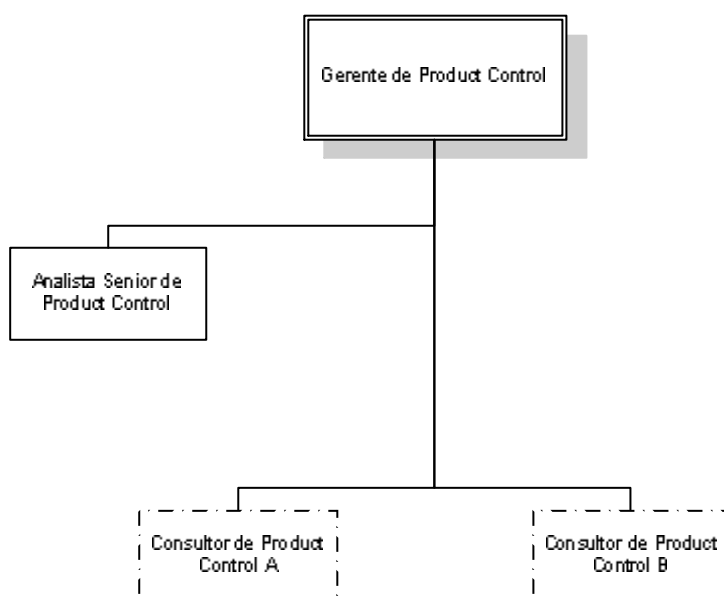 Gerente de Product Control
Analista Senior de
Product Control
Consultor de Product
Control A
Consultor de Product
Control B